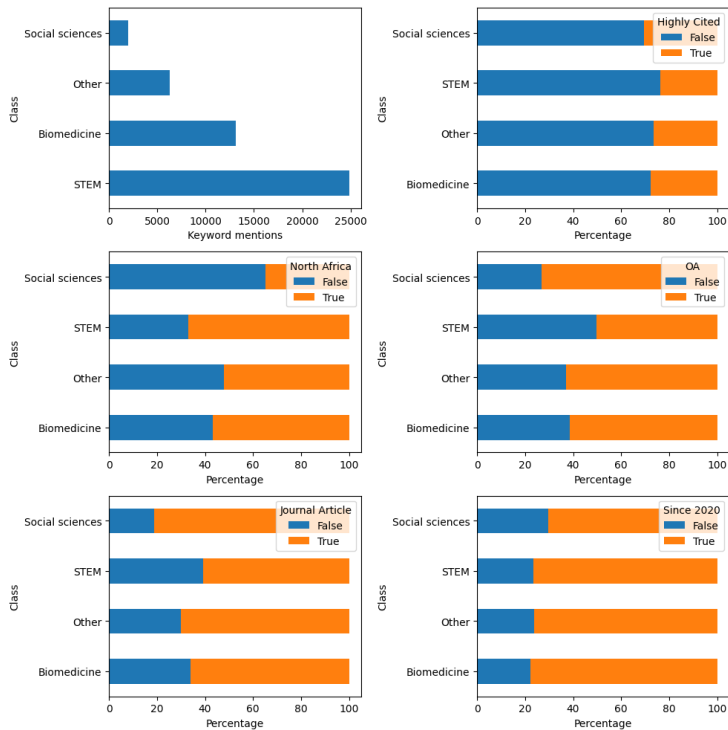 Social sciences
Other
Biomedicine
STEM
Class
0 5000 10000 15000 20000 25000
Keyword mentions
Highly Cited
False
True
Social sciences
STEM
Other
Biomedicine
Class
0 20 40 60 80 100
Percentage
North Africa
False
True
Social sciences
STEM
Other
Biomedicine
Class
0 20 40 60 80 100
Percentage
OA
False
True
Social sciences
STEM
Other
Biomedicine
Class
0 20 40 60 80 100
Percentage
Journal Article
False
True
Social sciences
STEM
Other
Biomedicine
Class
0 20 40 60 80 100
Percentage
Since 2020
False
True
Social sciences
STEM
Other
Biomedicine
Class
0 20 40 60 80 100
Percentage